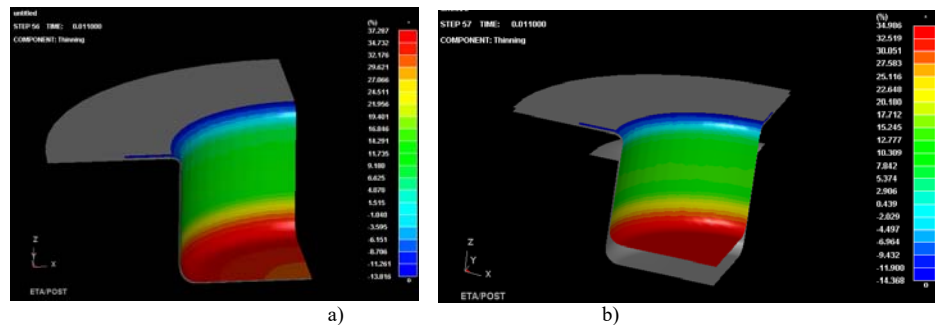 untitled
STEP 56 TIME: 0.011000
COMPONENT: Thinning
(%)
37.287
34.732
32.176
29.621
27.066
24.511
21.956
19.401
16.846
14.291
11.735
9.180
6.625
4.070
1.515
-1.040
-3.595
-6.151
-8.706
-11.261
-13.816
Z
Y
X
ETA/POST
a)
STEP 57 TIME: 0.011000
COMPONENT: Thinning
(%)
34.986
32.519
30.051
27.583
25.116
22.648
20.180
17.712
15.245
12.777
10.309
7.842
5.374
2.906
0.439
-2.029
-4.497
-6.964
-9.432
-11.900
-14.368
Z
Y
X
ETA/POST
b)